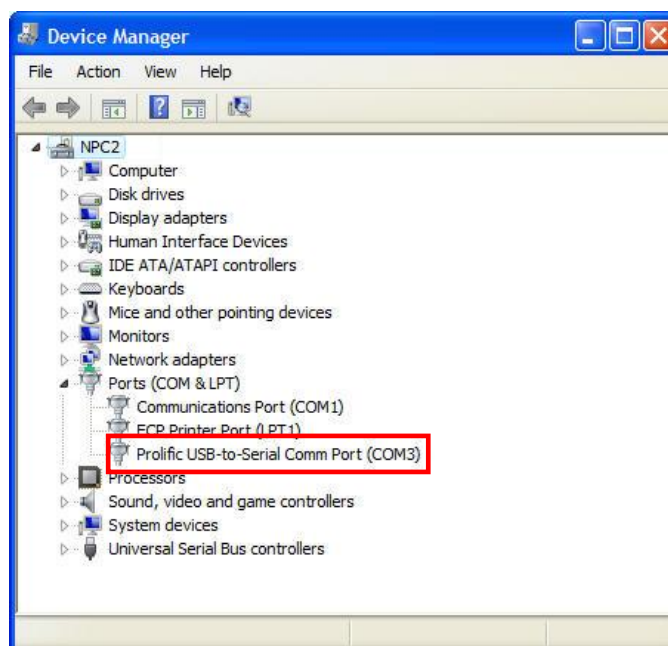 Device Manager
File Action View Help
NPC2
Computer
Disk drives
Display adapters
Human Interface Devices
IDE ATA/ATAPI controllers
Keyboards
Mice and other pointing devices
Monitors
Network adapters
Ports (COM & LPT)
Communications Port (COM1)
ECP Printer Port (LPT1)
Prolific USB-to-Serial Comm Port (COM3)
Processors
Sound, video and game controllers
System devices
Universal Serial Bus controllers